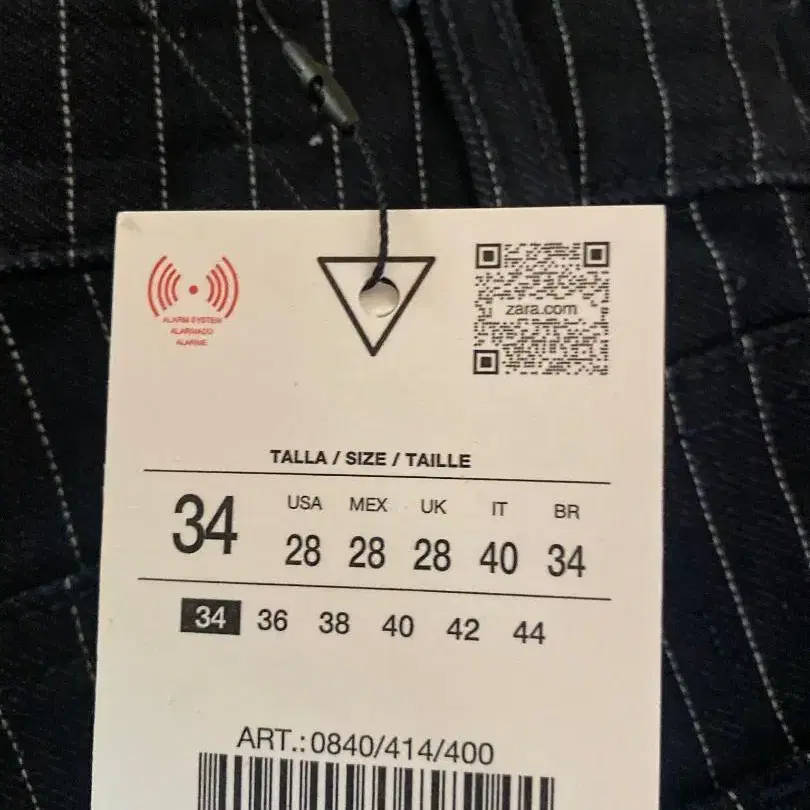 ALARM SYSTEM
ALARMADO
ALARME
zara.com
TALLA / SIZE / TAILLE
USA MEX UK IT BR
34 28 28 28 40 34
34 36 38 40 42 44
ART.: 0840/414/400